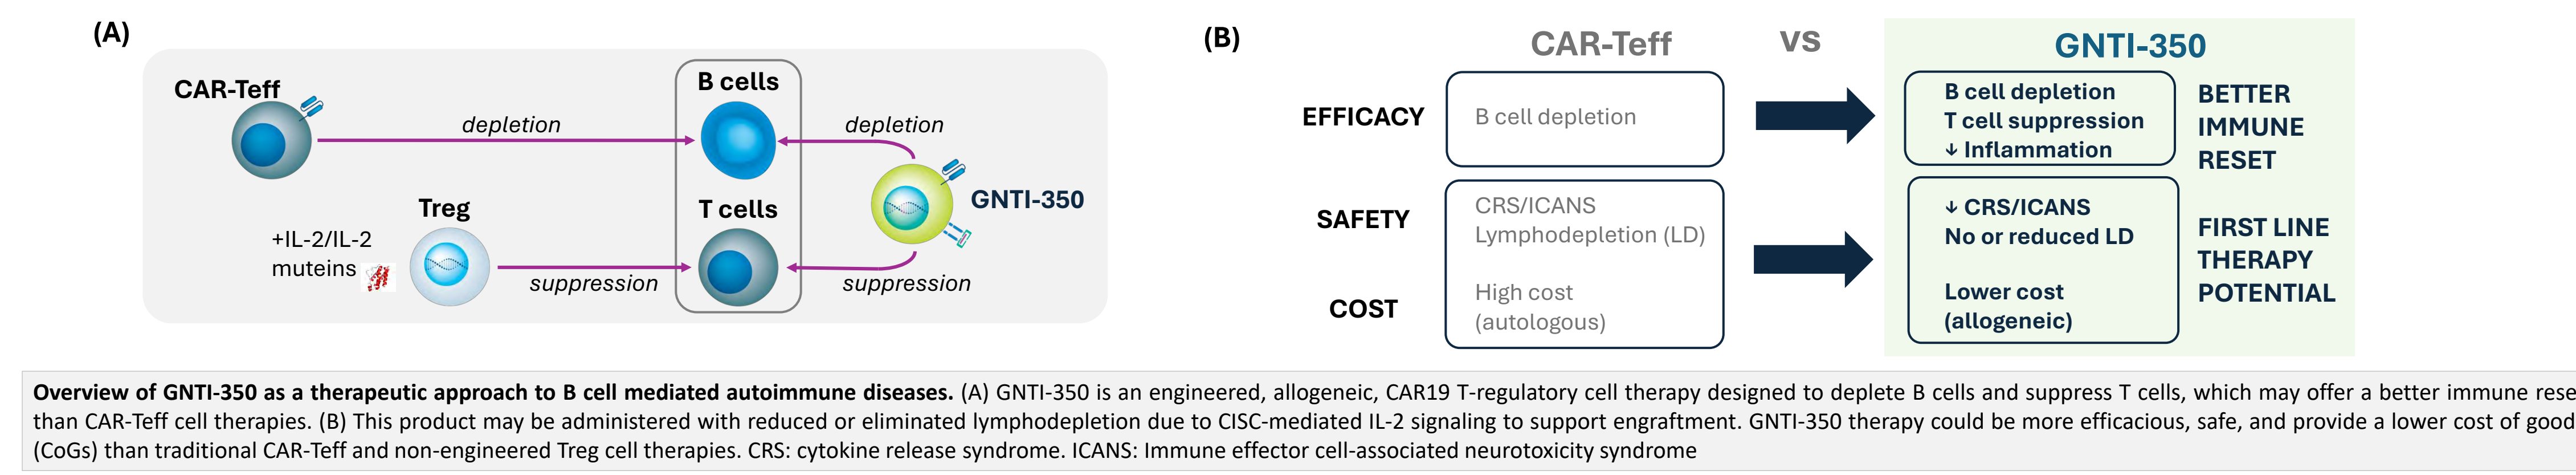 (A)
CAR-Teff
depletion
B cells
depletion
GNTI-350
Treg
+IL-2/IL-2
muteins
suppression
T cells
suppression
(B)
CAR-Teff
VS
GNTI-350
EFFICACY
B cell depletion
B cell depletion
T cell suppression
↓ Inflammation
BETTER
IMMUNE
RESET
SAFETY
CRS/ICANS
Lymphodepletion (LD)
COST
High cost
(autologous)
↓ CRS/ICANS
No or reduced LD
Lower cost
(allogeneic)
FIRST LINE
THERAPY
POTENTIAL
Overview of GNTI-350 as a therapeutic approach to B cell mediated autoimmune diseases. (A) GNTI-350 is an engineered, allogeneic, CAR19 T-regulatory cell therapy designed to deplete B cells and suppress T cells, which may offer a better immune rese
than CAR-Teff cell therapies. (B) This product may be administered with reduced or eliminated lymphodepletion due to CISC-mediated IL-2 signaling to support engraftment. GNTI-350 therapy could be more efficacious, safe, and provide a lower cost of good
(CoGs) than traditional CAR-Teff and non-engineered Treg cell therapies. CRS: cytokine release syndrome. ICANS: Immune effector cell-associated neurotoxicity syndrome